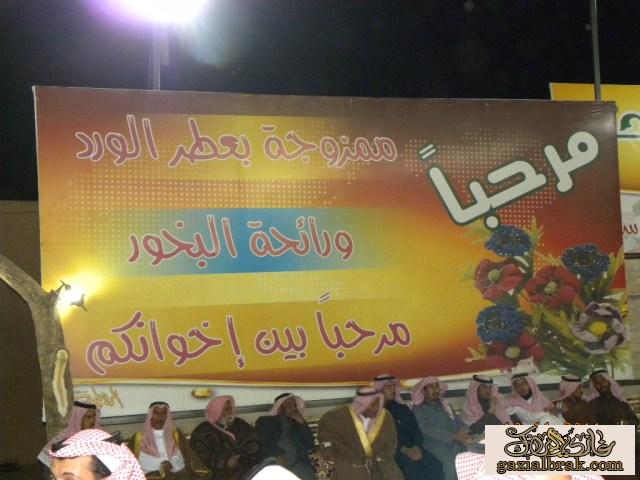 مرحباً
ممزوجة بعطر الورد
ورائحة البخور
مرحباً بين إخوانكم
gazialbrak.com